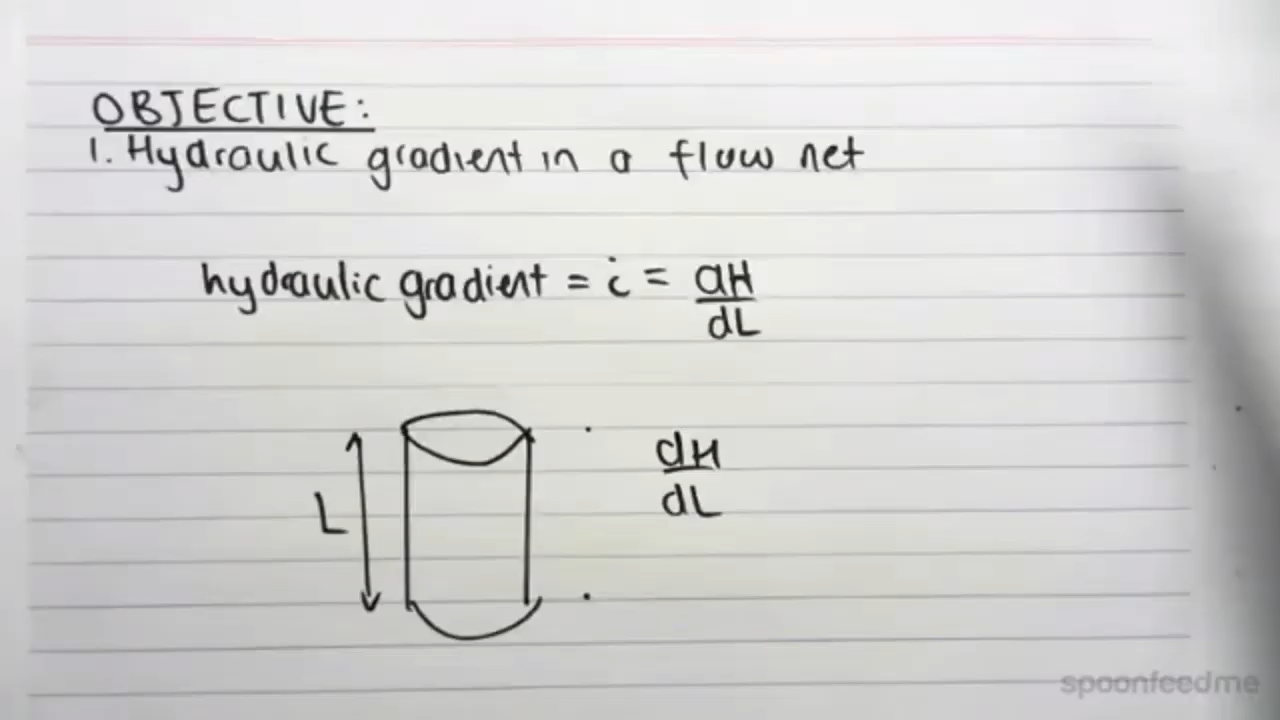 OBJECTIVE:
1. Hydraulic gradient in a flow net
hydraulic gradient = i = dH
dL
dH
dL
L
spoonfeedme